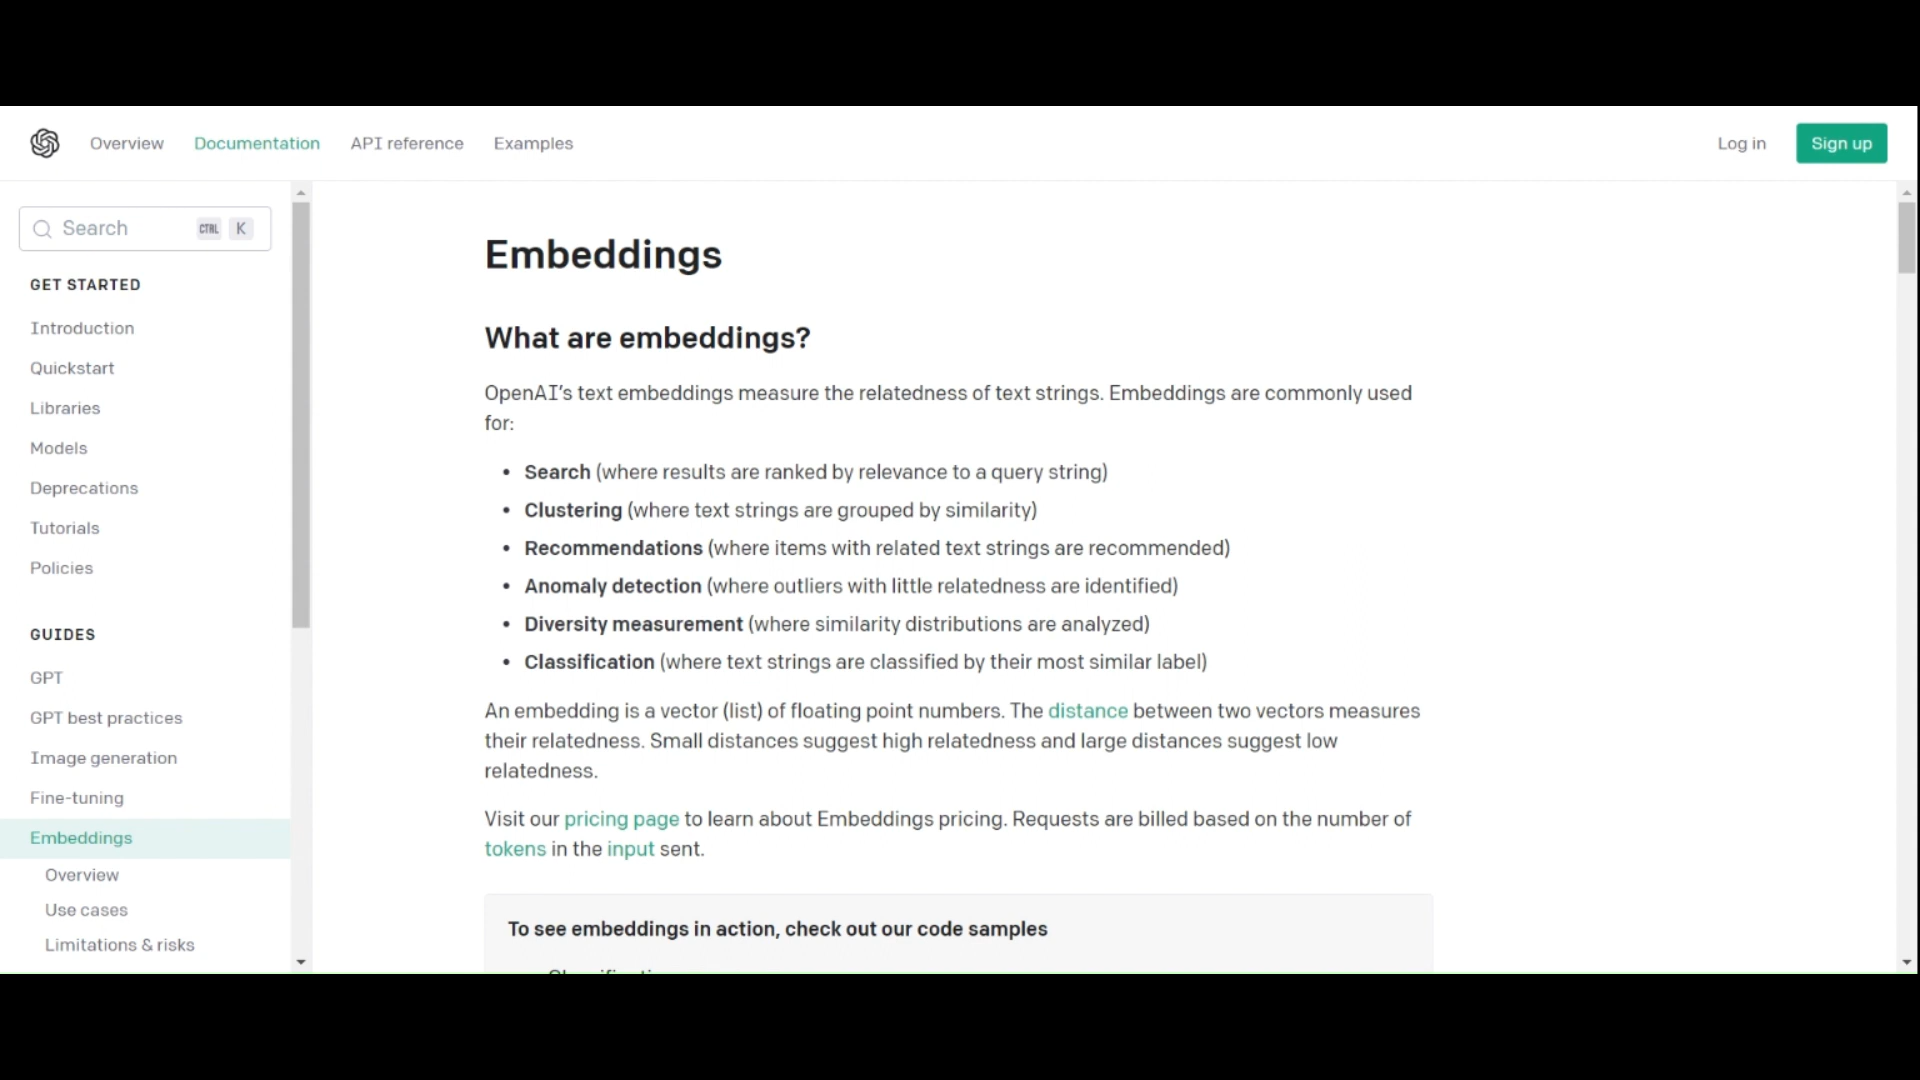 Overview Documentation API reference Examples Log in Sign up
Search CTRL K
GET STARTED
Introduction
Quickstart
Libraries
Models
Deprecations
Tutorials
Policies
GUIDES
GPT
GPT best practices
Image generation
Fine-tuning
Embeddings
Overview
Use cases
Limitations & risks
Embeddings
What are embeddings?
OpenAI's text embeddings measure the relatedness of text strings. Embeddings are commonly used
for:
• Search (where results are ranked by relevance to a query string)
• Clustering (where text strings are grouped by similarity)
• Recommendations (where items with related text strings are recommended)
• Anomaly detection (where outliers with little relatedness are identified)
• Diversity measurement (where similarity distributions are analyzed)
• Classification (where text strings are classified by their most similar label)
An embedding is a vector (list) of floating point numbers. The distance between two vectors measures
their relatedness. Small distances suggest high relatedness and large distances suggest low
relatedness.
Visit our pricing page to learn about Embeddings pricing. Requests are billed based on the number of
tokens in the input sent.
To see embeddings in action, check out our code samples